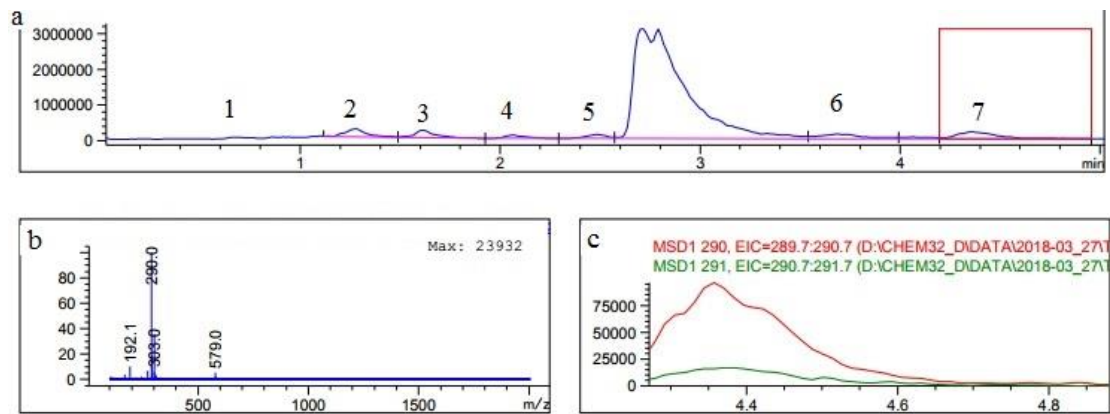 a
3000000
2000000
1000000
0
1 2 3 4 5 6 7
1 2 3 4 min
b
Max: 23932
80
60
40
20
0
192.1
290.0
303.0
579.0
500 1000 1500 m/z
c
MSD1 290, EIC=289.7:290.7 (D:\CHEM32_D\DATA\2018-03_27\T
MSD1 291, EIC=290.7:291.7 (D:\CHEM32_D\DATA\2018-03_27\T
75000
50000
25000
0
4.4 4.6 4.8